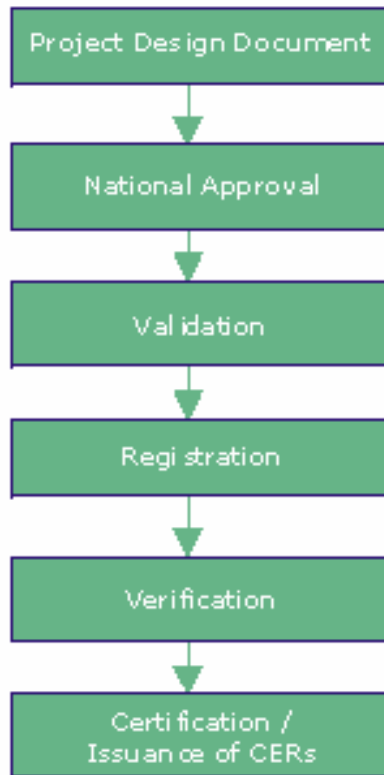 Project Design Document
National Approval
Validation
Registration
Verification
Certification /
Issuance of CERs